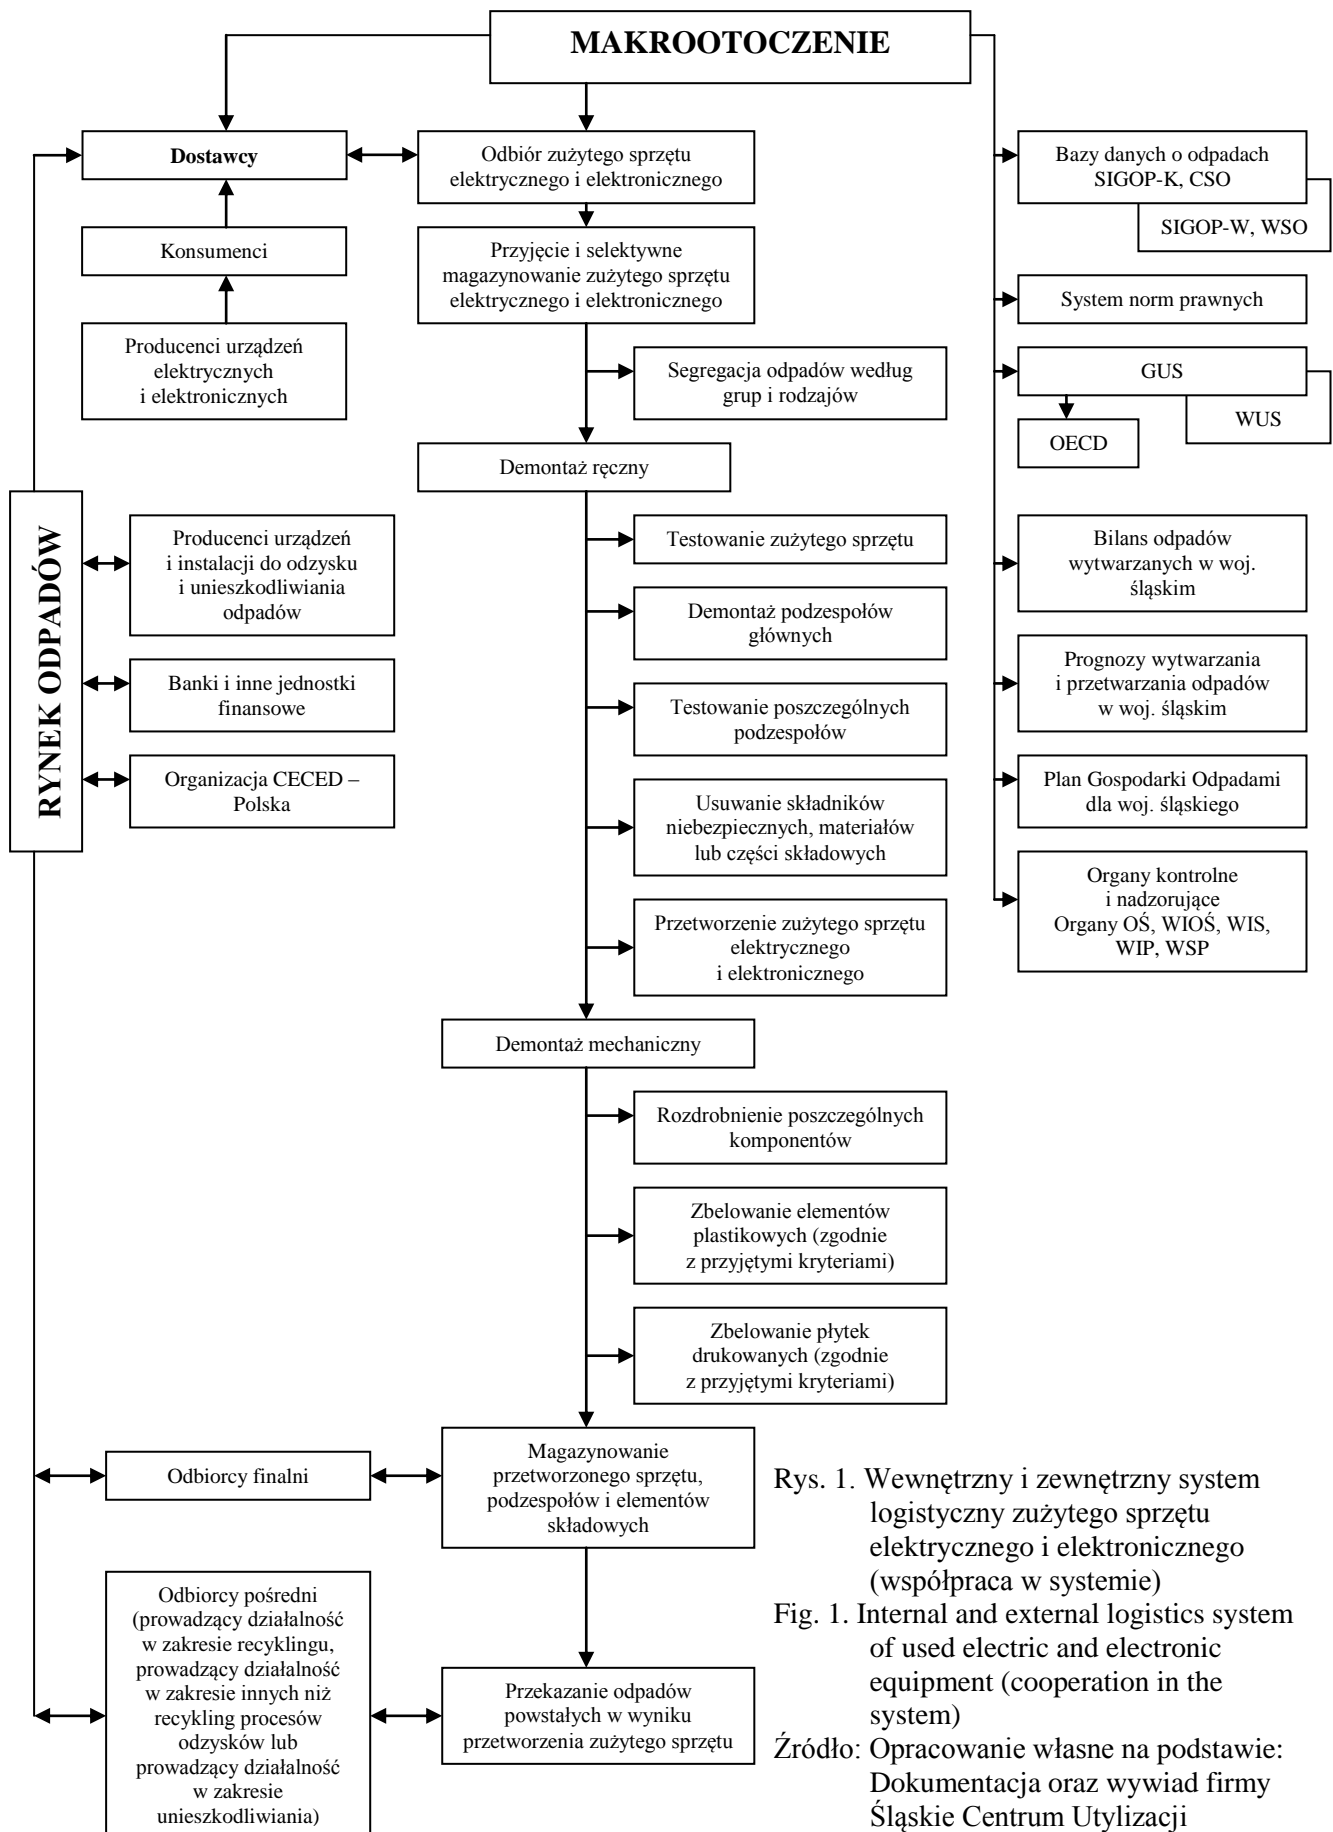 MAKROOTOCZENIE
Dostawcy
Odbiór zużytego sprzętu
elektrycznego i elektronicznego
Bazy danych o odpadach
SIGOP-K, CSO
SIGOP-W, WSO
Konsumenci
Przyjęcie i selektywne
magazynowanie zużytego sprzętu
elektrycznego i elektronicznego
System norm prawnych
Producenci urządzeń
elektrycznych
i elektronicznych
Segregacja odpadów według
grup i rodzajów
GUS
WUS
OECD
Demontaż ręczny
RYNEK ODPADÓW
Producenci urządzeń
i instalacji do odzysku
i unieszkodliwiania
odpadów
Testowanie zużytego sprzętu
Bilans odpadów
wytwarzanych w woj.
śląskim
Demontaż podzespołów
głównych
Banki i inne jednostki
finansowe
Testowanie poszczególnych
podzespołów
Prognozy wytwarzania
i przetwarzania odpadów
w woj. śląskim
Organizacja CECED –
Polska
Usuwanie składników
niebezpiecznych, materiałów
lub części składowych
Plan Gospodarki Odpadami
dla woj. śląskiego
Przetworzenie zużytego sprzętu
elektrycznego
i elektronicznego
Organy kontrolne
i nadzorujące
Organy OŚ, WIOŚ, WIS,
WIP, WSP
Demontaż mechaniczny
Rozdrobnienie poszczególnych
komponentów
Zbelowanie elementów
plastikowych (zgodnie
z przyjętymi kryteriami)
Zbelowanie płytek
drukowanych (zgodnie
z przyjętymi kryteriami)
Odbiorcy finalni
Magazynowanie
przetworzonego sprzętu,
podzespołów i elementów
składowych
Odbiorcy pośredni
(prowadzący działalność
w zakresie recyklingu,
prowadzący działalność
w zakresie innych niż
recykling procesów
odzysków lub
prowadzący działalność
w zakresie
unieszkodliwiania)
Przekazanie odpadów
powstałych w wyniku
przetworzenia zużytego sprzętu
Rys. 1. Wewnętrzny i zewnętrzny system
logistyczny zużytego sprzętu
elektrycznego i elektronicznego
(współpraca w systemie)
Fig. 1. Internal and external logistics system
of used electric and electronic
equipment (cooperation in the
system)
Źródło: Opracowanie własne na podstawie:
Dokumentacja oraz wywiad firmy
Śląskie Centrum Utylizacji